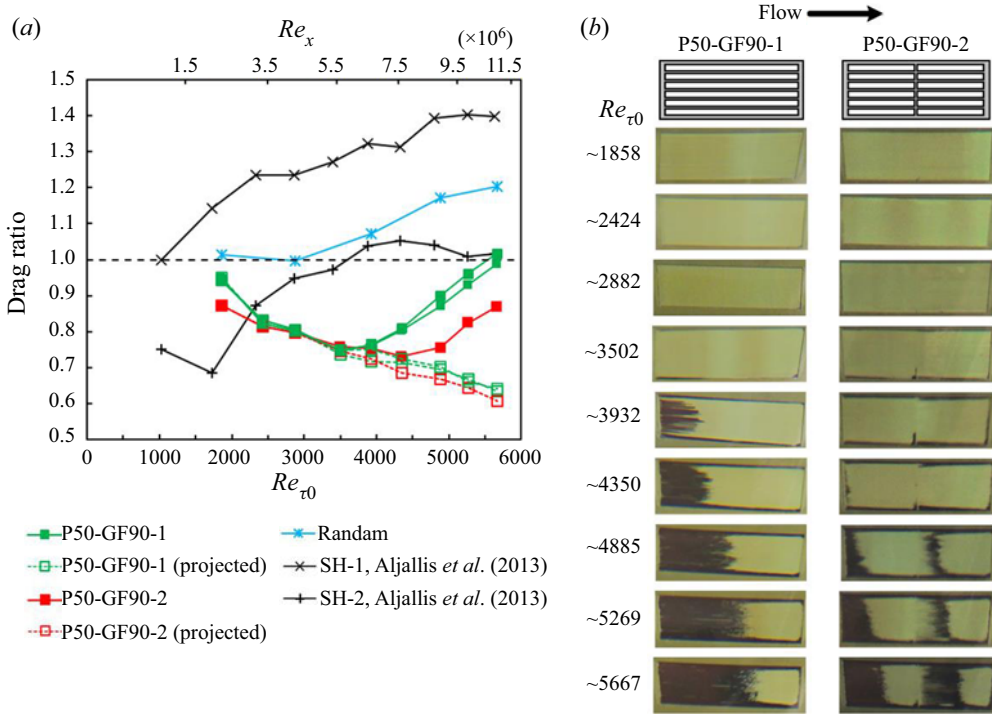 (a)
Re_x
(×10^6)
1.5 3.5 5.5 7.5 9.5 11.5
1.5
1.4
1.3
1.2
1.1
1.0
0.9
0.8
0.7
0.6
0.5
Drag ratio
0 1000 2000 3000 4000 5000 6000
Re_τ0
P50-GF90-1
P50-GF90-1 (projected)
P50-GF90-2
P50-GF90-2 (projected)
Randam
SH-1, Aljallis et al. (2013)
SH-2, Aljallis et al. (2013)
(b)
Flow
P50-GF90-1 P50-GF90-2
Re_τ0
~1858
~2424
~2882
~3502
~3932
~4350
~4885
~5269
~5667